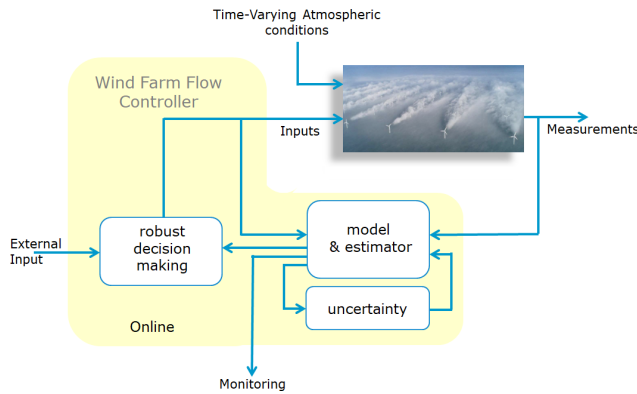 Time-Varying Atmospheric
conditions
Wind Farm Flow
Controller
Inputs
Measurements
robust
decision
making
model
& estimator
External
Input
uncertainty
Online
Monitoring